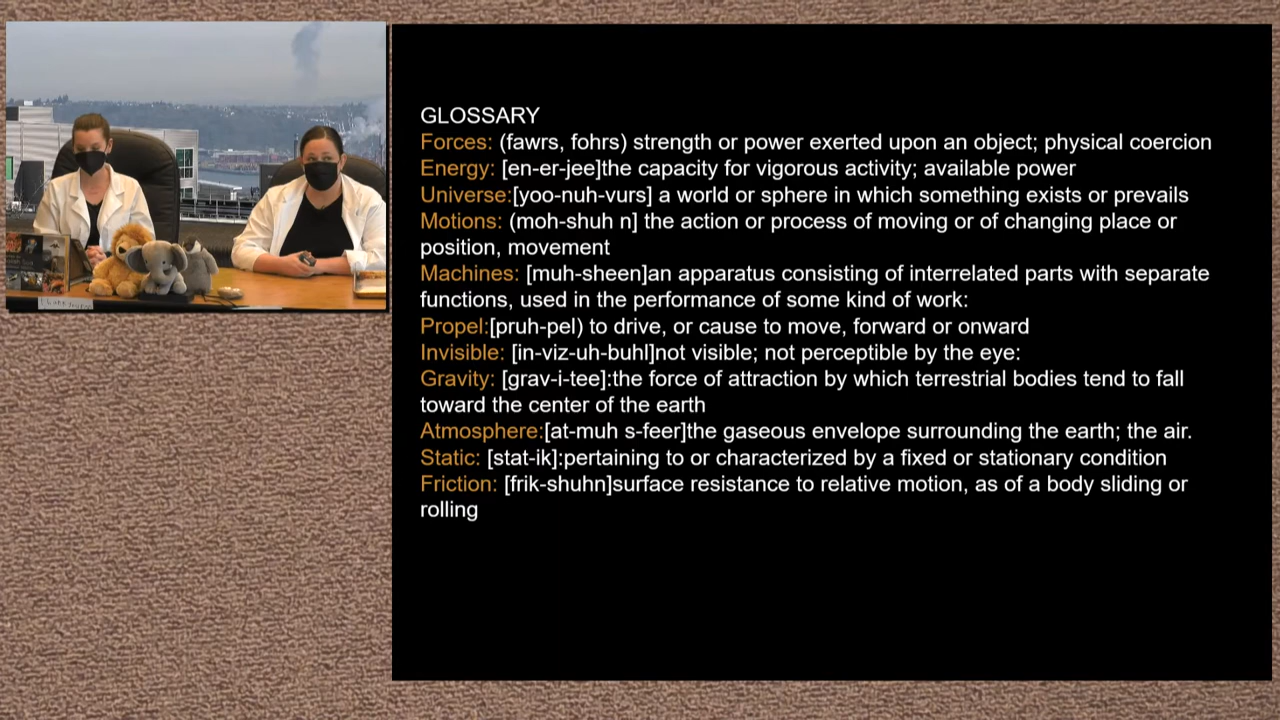 GLOSSARY
Forces: (fawrs, fohrs) strength or power exerted upon an object; physical coercion
Energy: [en-er-jee]the capacity for vigorous activity; available power
Universe:[yoo-nuh-vurs] a world or sphere in which something exists or prevails
Motions: (moh-shuh n] the action or process of moving or of changing place or
position, movement
Machines: [muh-sheen]an apparatus consisting of interrelated parts with separate
functions, used in the performance of some kind of work:
Propel:[pruh-pel) to drive, or cause to move, forward or onward
Invisible: [in-viz-uh-buhl]not visible; not perceptible by the eye:
Gravity: [grav-i-tee]:the force of attraction by which terrestrial bodies tend to fall
toward the center of the earth
Atmosphere:[at-muh s-feer]the gaseous envelope surrounding the earth; the air.
Static: [stat-ik]:pertaining to or characterized by a fixed or stationary condition
Friction: [frik-shuhn]surface resistance to relative motion, as of a body sliding or
rolling